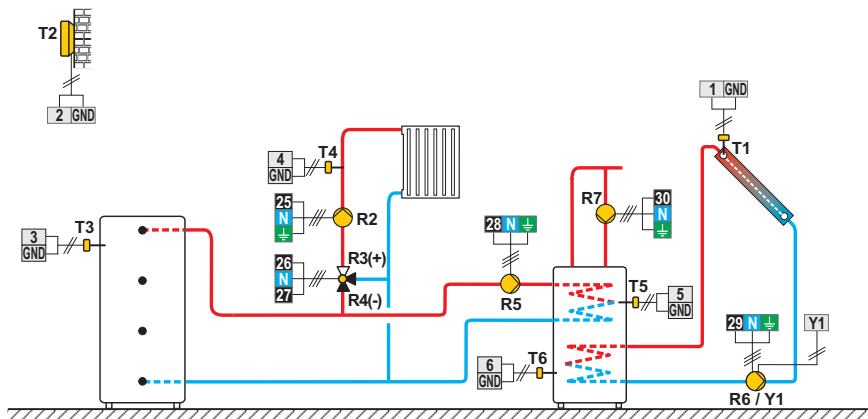 T2
2 GND
1 GND
T1
4
GND
T4
25
N
R2
R7
30
N
3
GND
T3
28 N
26
N
27
R3(+)
R4(-)
R5
T5
5
GND
29 N
Y1
6
GND
T6
R6 / Y1